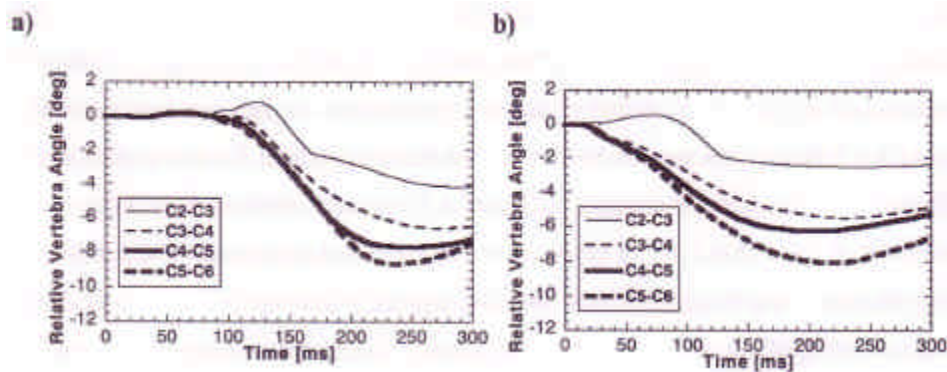 a)
Relative Vertebra Angle [deg]
2
0
-2
-4
-6
-8
-10
-12
C2-C3
C3-C4
C4-C5
C5-C6
0 50 100 150 200 250 300
Time [ms]
b)
Relative Vertebra Angle [deg]
2
0
-2
-4
-6
-8
-10
-12
C2-C3
C3-C4
C4-C5
C5-C6
0 50 100 150 200 250 300
Time [ms]